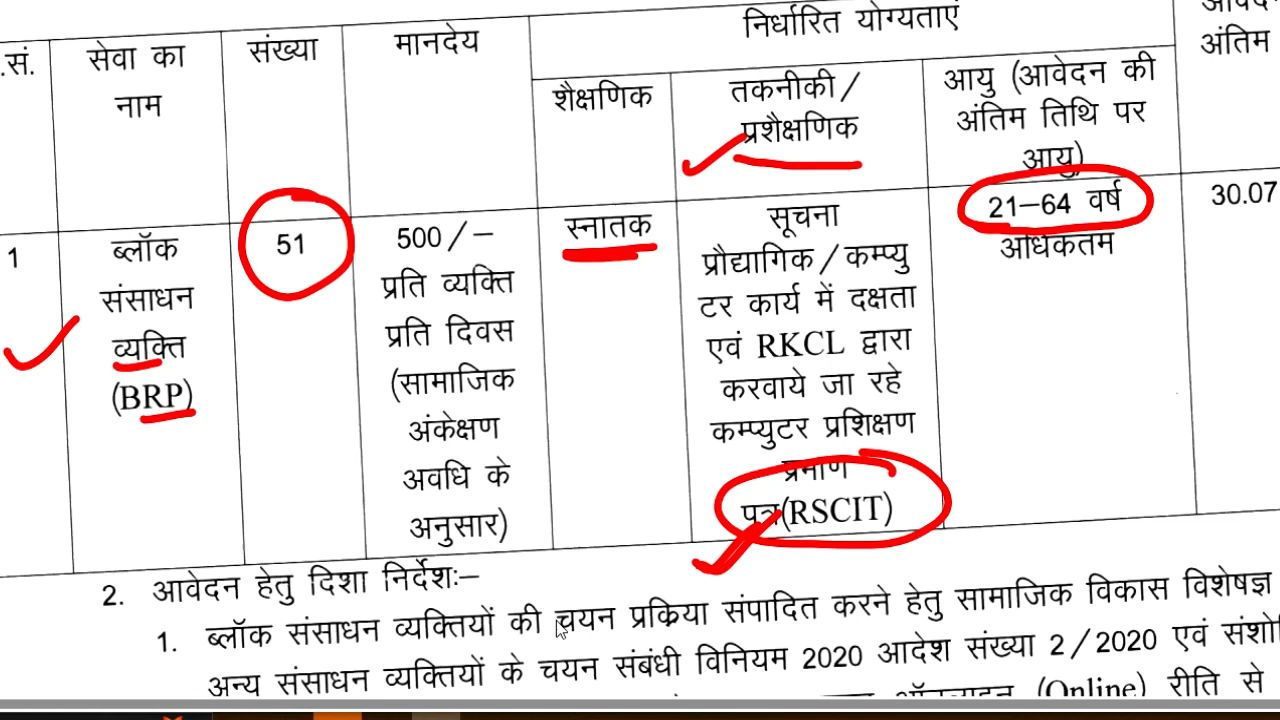 निर्धारित योग्यताएं
.सं.
सेवा का
नाम
संख्या
मानदेय
शैक्षणिक
तकनीकी /
प्रशैक्षणिक
आयु (आवेदन की
अंतिम तिथि पर
आयु)
अंतिम
1
ब्लॉक
संसाधन
व्यक्ति
(BRP)
51
500/–
प्रति व्यक्ति
प्रति दिवस
(सामाजिक
अंकेक्षण
अवधि के
अनुसार)
स्नातक
सूचना
प्रौद्यागिक/कम्प्यु
टर कार्य में दक्षता
एवं RKCL द्वारा
करवाये जा रहे
कम्प्युटर प्रशिक्षण
प्रमाण
पत्र(RSCIT)
21–64 वर्ष
अधिकतम
30.07
2. आवेदन हेतु दिशा निर्देशः–
1. ब्लॉक संसाधन व्यक्तियों की चयन प्रकिया संपादित करने हेतु सामाजिक विकास विशेषज्ञ
अन्य संसाधन व्यक्तियों के चयन संबंधी विनियम 2020 आदेश संख्या 2/2020 एवं
(Online) रीति से